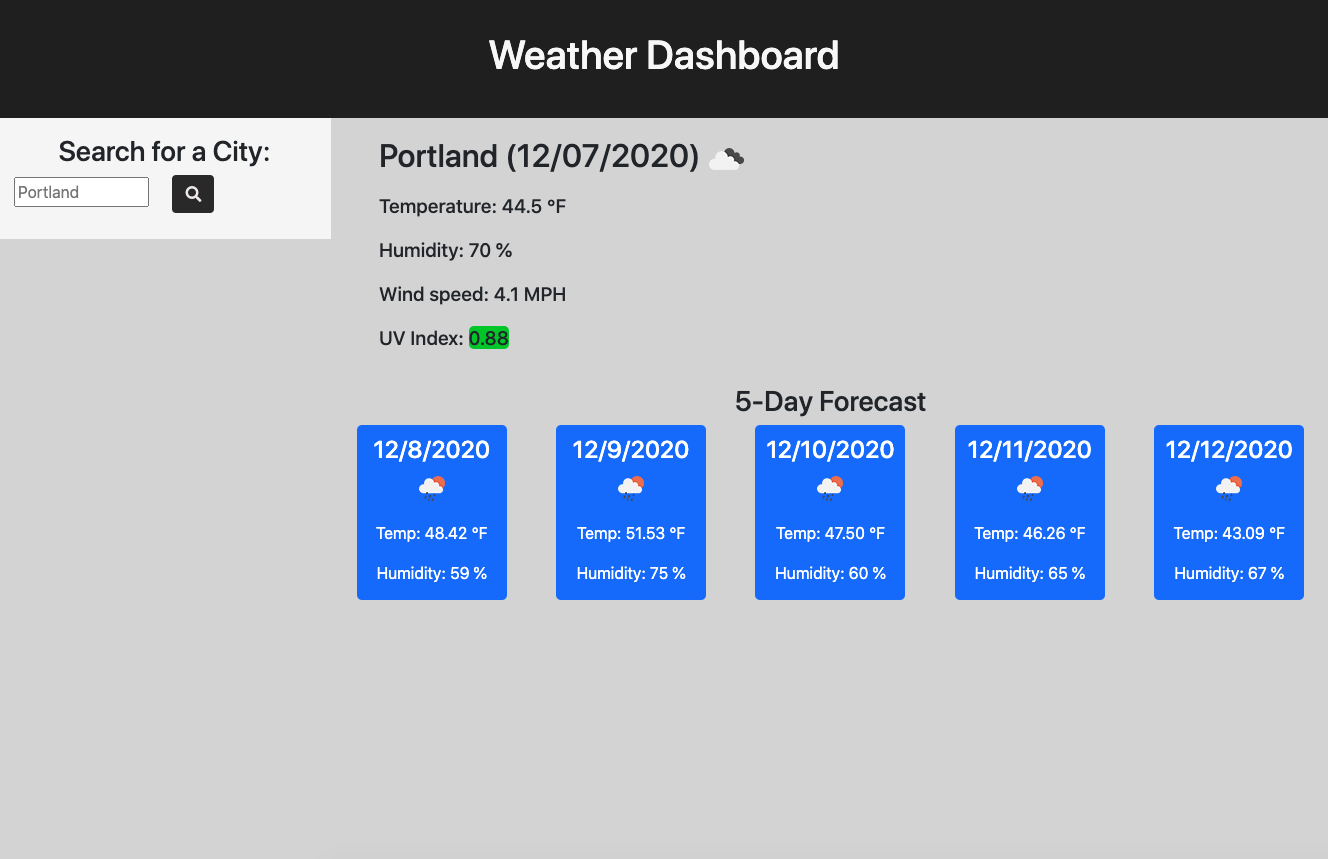 Weather Dashboard
Search for a City:
Portland
Portland (12/07/2020)
Temperature: 44.5 °F
Humidity: 70 %
Wind speed: 4.1 MPH
UV Index: 0.88
5-Day Forecast
12/8/2020
Temp: 48.42 °F
Humidity: 59 %
12/9/2020
Temp: 51.53 °F
Humidity: 75 %
12/10/2020
Temp: 47.50 °F
Humidity: 60 %
12/11/2020
Temp: 46.26 °F
Humidity: 65 %
12/12/2020
Temp: 43.09 °F
Humidity: 67 %